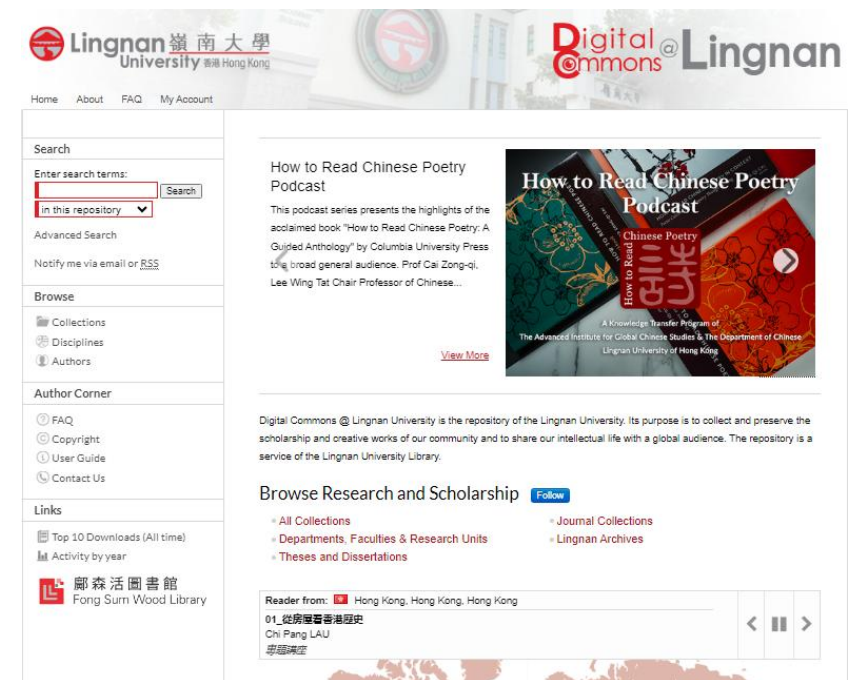 Lingnan 嶺南大學
University 香港 Hong Kong
Digital Commons @ Lingnan
Home About FAQ My Account
Search
Enter search terms:
Search
in this repository
Advanced Search
Notify me via email or RSS
Browse
Collections
Disciplines
Authors
Author Corner
FAQ
Copyright
User Guide
Contact Us
Links
Top 10 Downloads (All time)
Activity by year
鄺森活圖書館
Fong Sum Wood Library
How to Read Chinese Poetry
Podcast
This podcast series presents the highlights of the
acclaimed book "How to Read Chinese Poetry: A
Guided Anthology" by Columbia University Press
to a broad general audience. Prof Cai Zong-qi,
Lee Wing Tat Chair Professor of Chinese...
View More
How to Read Chinese Poetry
Podcast
Chinese Poetry
How to Read
A Knowledge Transfer Program of
The Advanced Institute for Global Chinese Studies & The Department of Chinese
Lingnan University of Hong Kong
Digital Commons @ Lingnan University is the repository of the Lingnan University. Its purpose is to collect and preserve the
scholarship and creative works of our community and to share our intellectual life with a global audience. The repository is a
service of the Lingnan University Library.
Browse Research and Scholarship Follow
All Collections
Departments, Faculties & Research Units
Theses and Dissertations
Journal Collections
Lingnan Archives
Reader from: Hong Kong, Hong Kong, Hong Kong
01_從房屋看香港歷史
Chi Pang LAU
專題講座